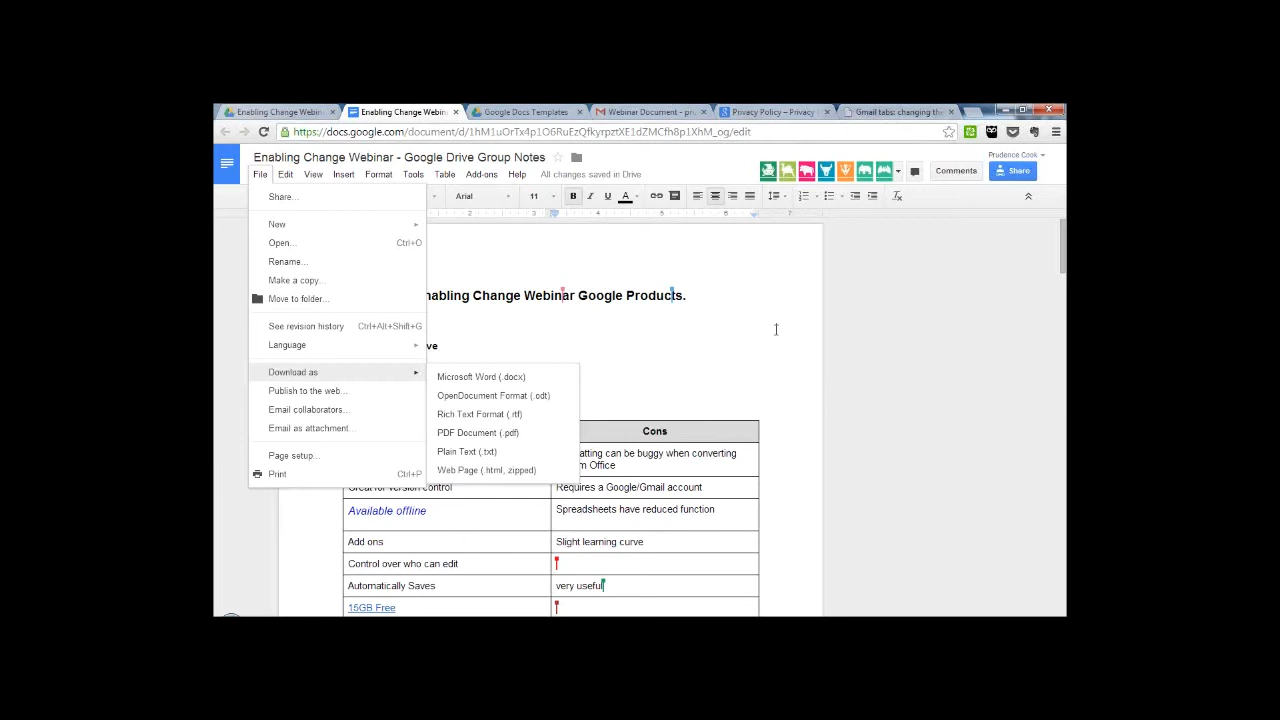 Enabling Change Webin
Enabling Change Webin
Google Docs Templates
Webinar Document - pr
Privacy Policy – Privacy
Gmail tabs: changing the
https://docs.google.com/document/d/1hM1uOrTx4p1O6RuEzQfkyrpztXE1dZMCfh8p1XhM_og/edit
Enabling Change Webinar - Google Drive Group Notes
Prudence Cook
File Edit View Insert Format Tools Table Add-ons Help All changes saved in Drive
Comments
Share
Arial 11 B I U A
3 4 5 6 7
Share...
New
Open... Ctrl+O
Rename...
Make a copy...
Move to folder...
See revision history Ctrl+Alt+Shift+G
Language
Download as
Publish to the web...
Email collaborators...
Email as attachment...
Page setup...
Print Ctrl+P
Microsoft Word (.docx)
OpenDocument Format (.odt)
Rich Text Format (.rtf)
PDF Document (.pdf)
Plain Text (.txt)
Web Page (.html, zipped)
nabling Change Webinar Google Products.
ve
Cons
atting can be buggy when converting
m Office
Great for version control Requires a Google/Gmail account
Available offline Spreadsheets have reduced function
Add ons Slight learning curve
Control over who can edit
Automatically Saves very useful
15GB Free